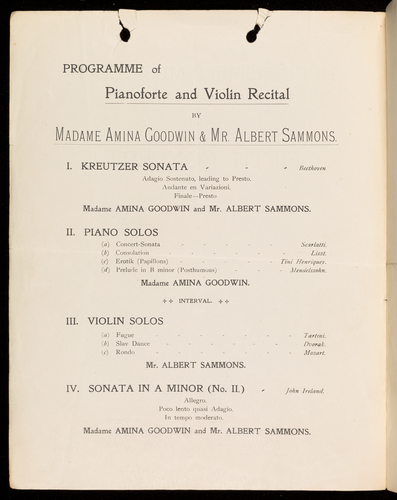 PROGRAMME of
Pianoforte and Violin Recital
BY
MADAME AMINA GOODWIN & MR. ALBERT SAMMONS.
I. KREUTZER SONATA - - - Beethoven
Adagio Sostenuto, leading to Presto.
Andante en Variazioni.
Finale—Presto
Madame AMINA GOODWIN and Mr. ALBERT SAMMONS.
II. PIANO SOLOS
(a) Concert-Sonata - - - - - Scarlatti.
(b) Consolation - - - - - Liszt.
(c) Erotik (Papillons) - - - - Tini Henriques.
(d) Prelude in B minor (Posthumous) - - - Mendelssohn.
Madame AMINA GOODWIN.
INTERVAL.
III. VIOLIN SOLOS
(a) Fugue - - - - - Tartini.
(b) Slav Dance - - - - - Dvorak.
(c) Rondo - - - - - Mozart.
Mr. ALBERT SAMMONS.
IV. SONATA IN A MINOR (No. II.) - John Ireland.
Allegro.
Poco lento quasi Adagio.
In tempo moderato.
Madame AMINA GOODWIN and Mr. ALBERT SAMMONS.